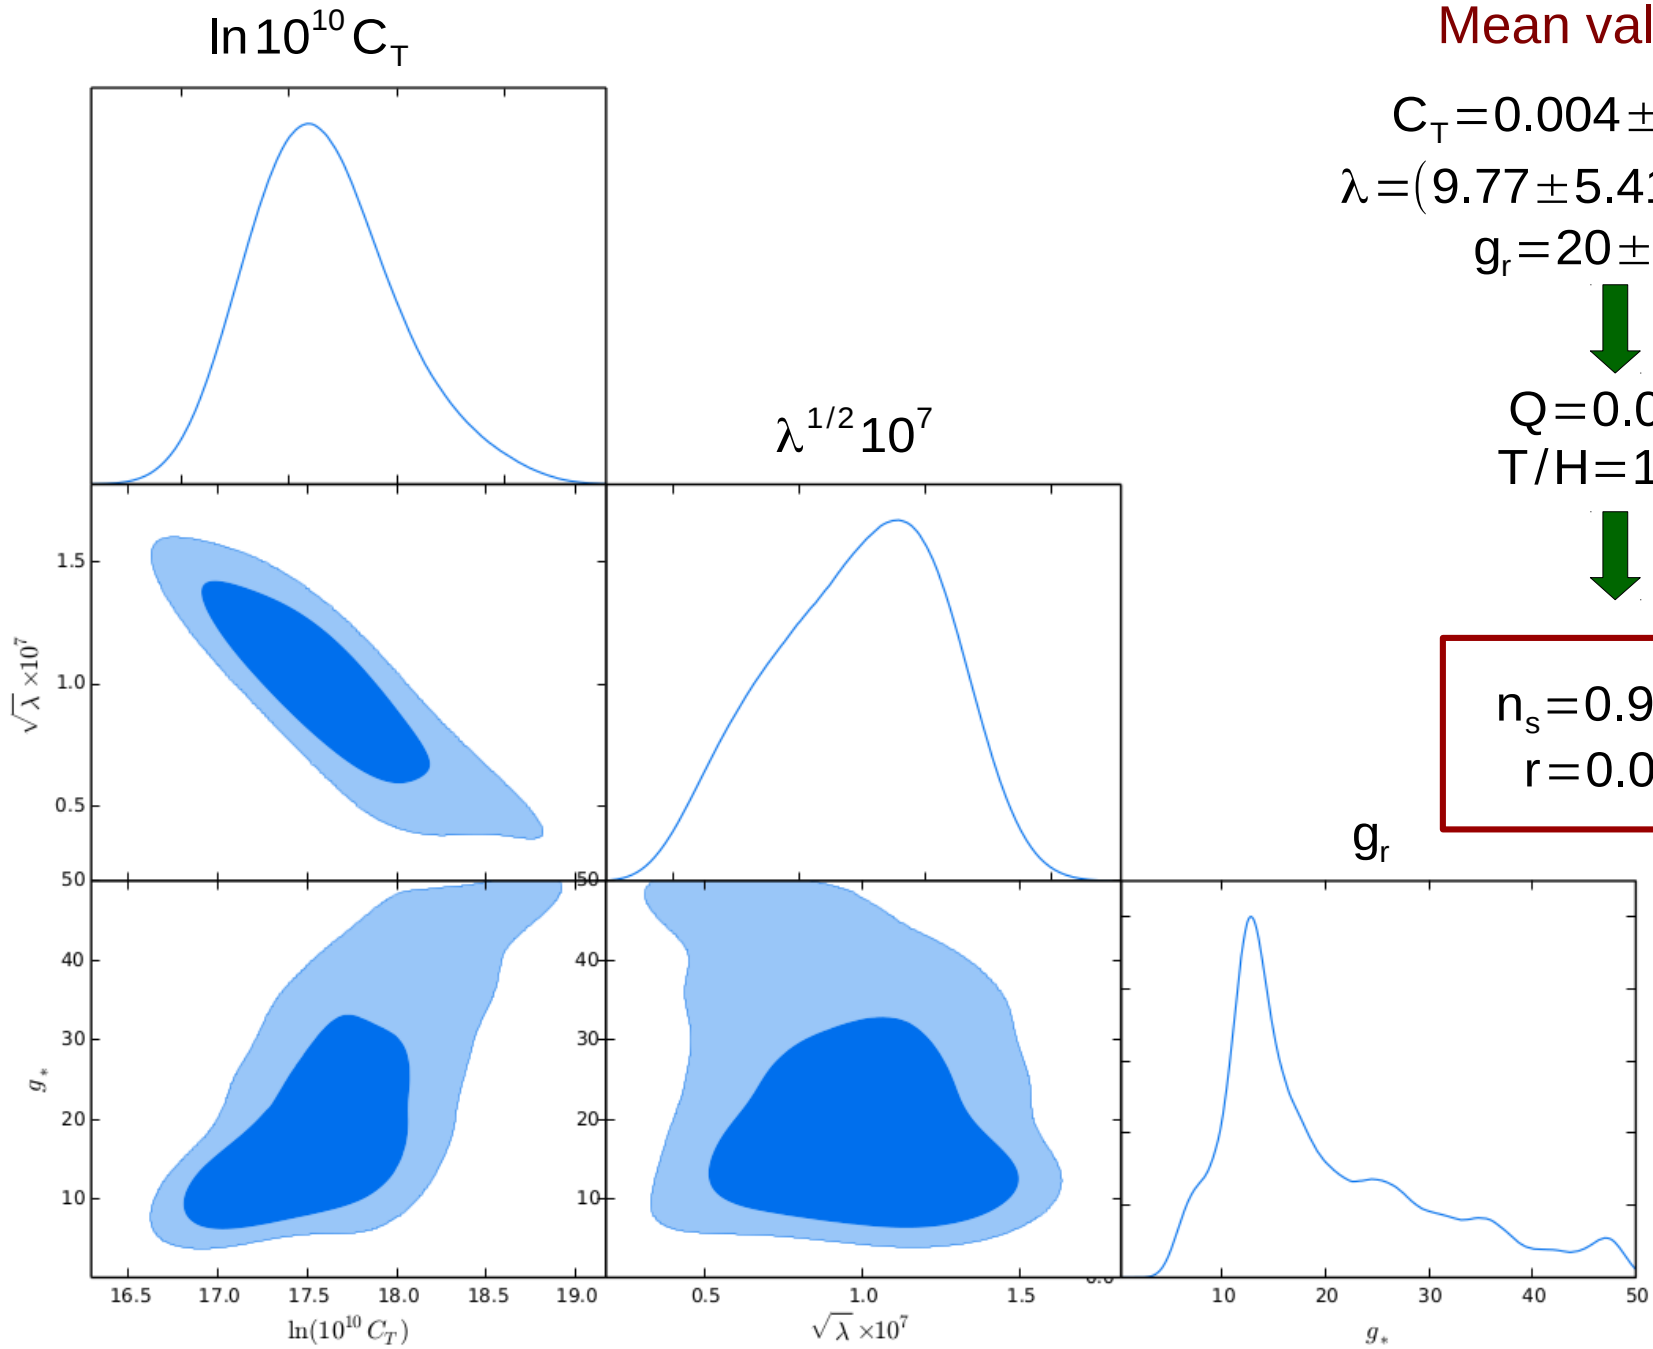 ln 10^10 C_T
Mean val
C_T=0.004±
λ=(9.77±5.41
g_r=20±
Q=0.0
T/H=1
n_s=0.9
r=0.0
λ^1/2 10^7
g_r
1.5
1.0
0.5
√λ ×10^7
50
40
30
20
10
g_*
50
40
30
20
10
16.5 17.0 17.5 18.0 18.5 19.0
ln(10^10 C_T)
0.5 1.0 1.5
√λ ×10^7
10 20 30 40 50
g_*